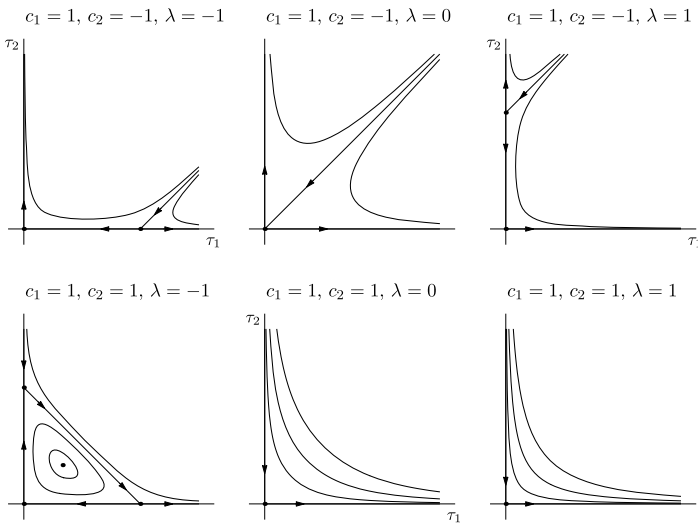 c₁ = 1, c₂ = −1, λ = −1
c₁ = 1, c₂ = −1, λ = 0
c₁ = 1, c₂ = −1, λ = 1
τ₂
τ₂
τ₁
τ₁
c₁ = 1, c₂ = 1, λ = −1
c₁ = 1, c₂ = 1, λ = 0
c₁ = 1, c₂ = 1, λ = 1
τ₂
τ₁